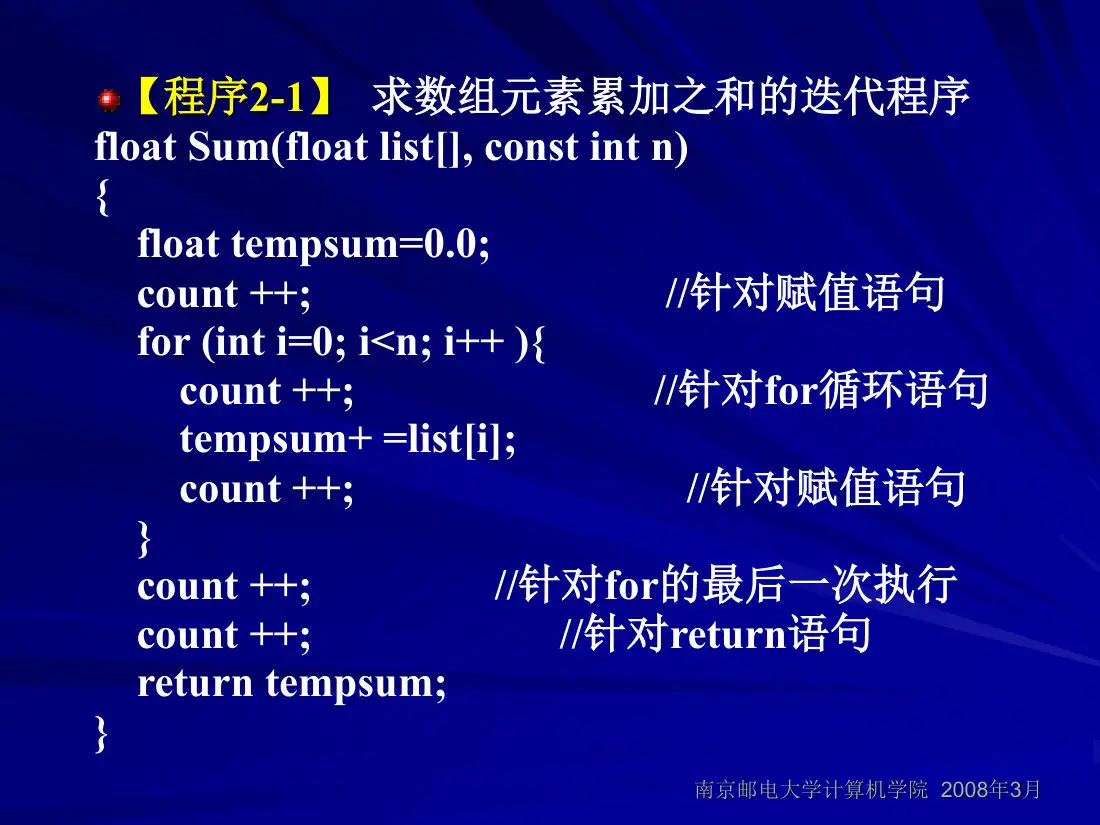 【程序2-1】 求数组元素累加之和的迭代程序
float Sum(float list[], const int n)
{
float tempsum=0.0;
count ++; //针对赋值语句
for (int i=0; i<n; i++ ){
count ++; //针对for循环语句
tempsum+ =list[i];
count ++; //针对赋值语句
}
count ++; //针对for的最后一次执行
count ++; //针对return语句
return tempsum;
}
南京邮电大学计算机学院 2008年3月